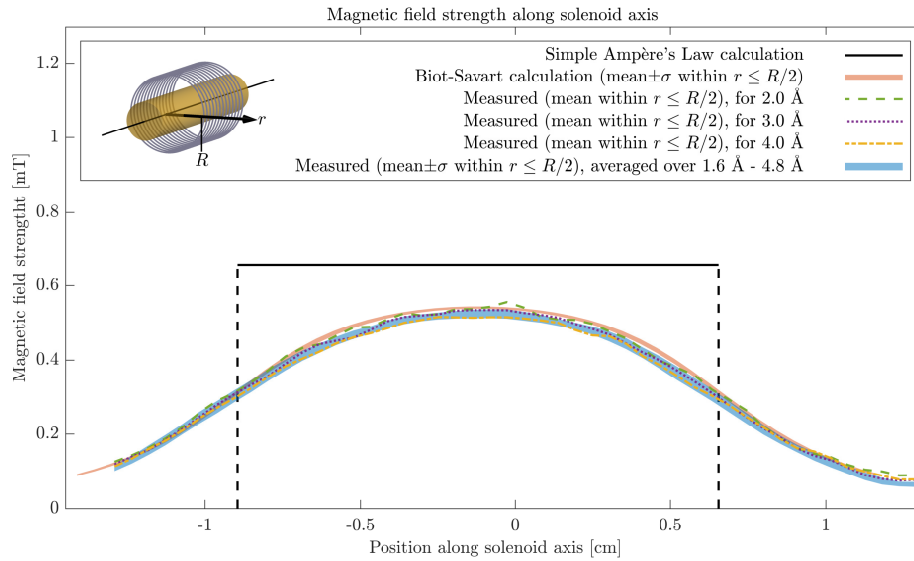 Magnetic field strength along solenoid axis
Simple Ampère's Law calculation
Biot-Savart calculation (mean±σ within r ≤ R/2)
Measured (mean within r ≤ R/2), for 2.0 Å
Measured (mean within r ≤ R/2), for 3.0 Å
Measured (mean within r ≤ R/2), for 4.0 Å
Measured (mean±σ within r ≤ R/2), averaged over 1.6 Å - 4.8 Å
r
R
Magnetic field strenght [mT]
1.2
1
0.8
0.6
0.4
0.2
0
-1
-0.5
0
0.5
1
Position along solenoid axis [cm]